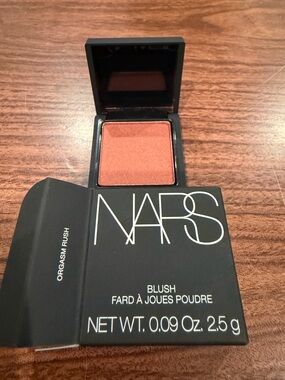 NARS
BLUSH
FARD À JOUES POUDRE
NET WT. 0.09 Oz. 2.5 g
ORGASM RUSH